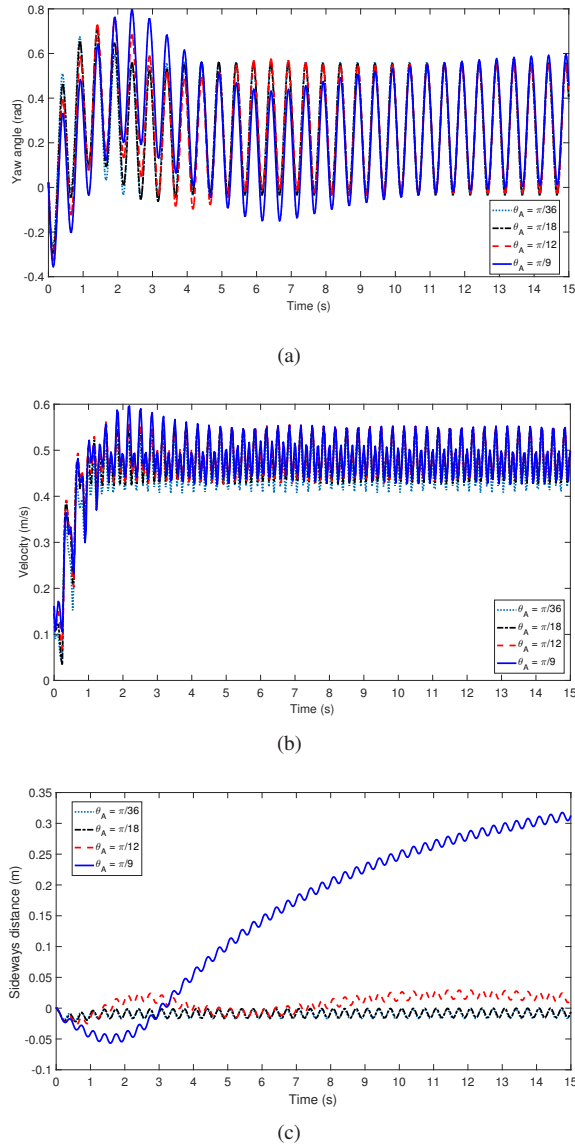 0.8
0.6
0.4
0.2
0
-0.2
-0.4
Yaw angle (rad)
θA = π/36
θA = π/18
θA = π/12
θA = π/9
0 1 2 3 4 5 6 7 8 9 10 11 12 13 14 15
Time (s)
(a)
0.6
0.5
0.4
0.3
0.2
0.1
0
Velocity (m/s)
θA = π/36
θA = π/18
θA = π/12
θA = π/9
0 1 2 3 4 5 6 7 8 9 10 11 12 13 14 15
Time (s)
(b)
0.35
0.3
0.25
0.2
0.15
0.1
0.05
0
-0.05
-0.1
Sideways distance (m)
θA = π/36
θA = π/18
θA = π/12
θA = π/9
0 1 2 3 4 5 6 7 8 9 10 11 12 13 14 15
Time (s)
(c)